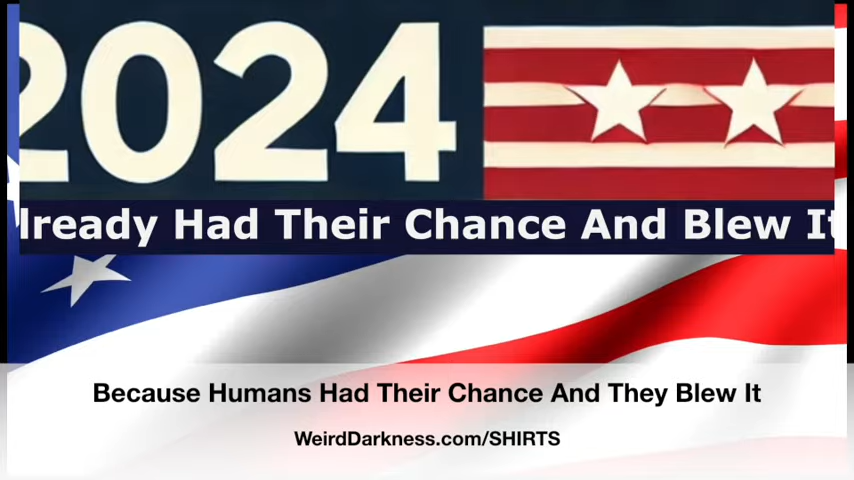 2024
lready Had Their Chance And Blew It
Because Humans Had Their Chance And They Blew It
WeirdDarkness.com/SHIRTS